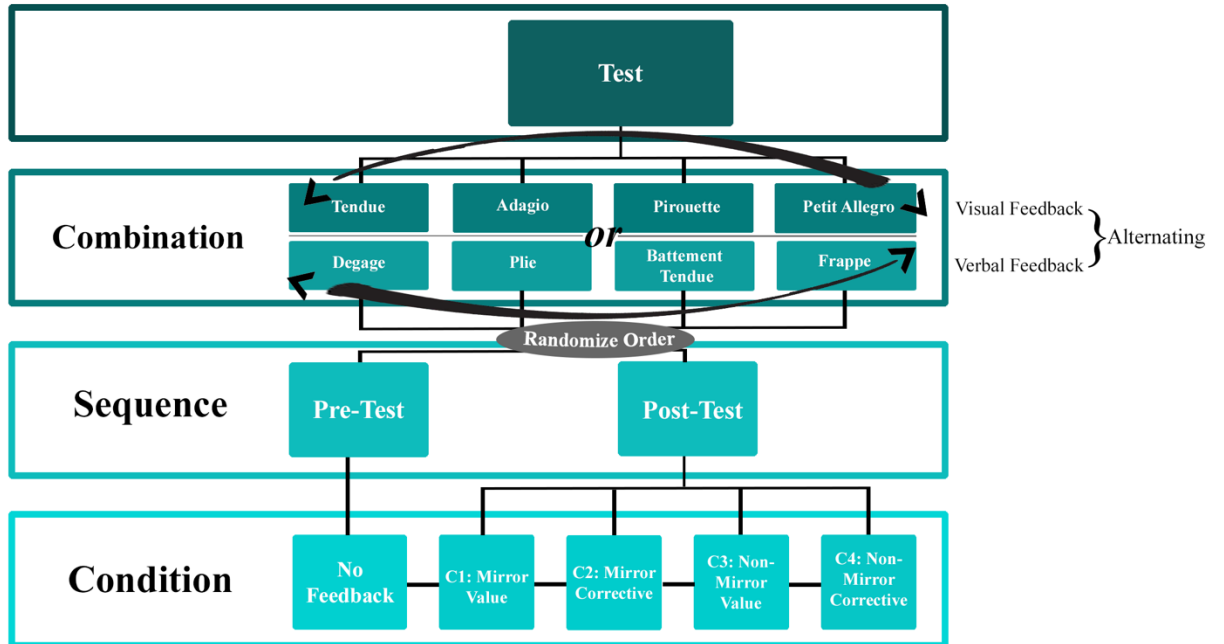 Test
Combination
Tendue
Adagio
Pirouette
Petit Allegro
or
Degage
Plie
Battement
Tendue
Frappe
Visual Feedback
Verbal Feedback
Alternating
Randomize Order
Sequence
Pre-Test
Post-Test
Condition
No
Feedback
C1: Mirror
Value
C2: Mirror
Corrective
C3: Non-
Mirror
Value
C4: Non-
Mirror
Corrective